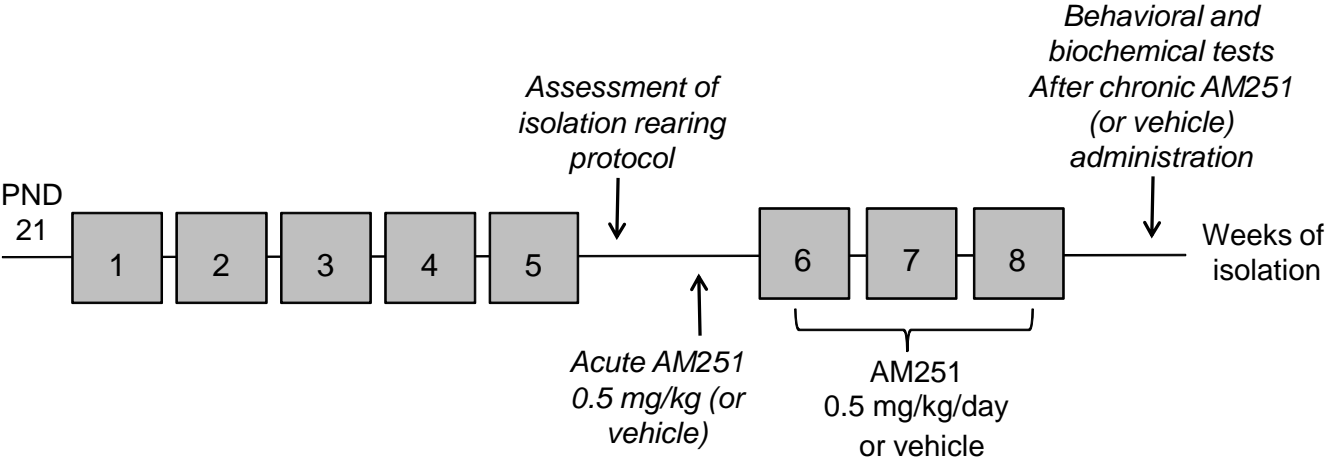 Behavioral and
biochemical tests
After chronic AM251
(or vehicle)
administration
Assessment of
isolation rearing
protocol
PND
21
1
2
3
4
5
6
7
8
Weeks of
isolation
Acute AM251
0.5 mg/kg (or
vehicle)
AM251
0.5 mg/kg/day
or vehicle